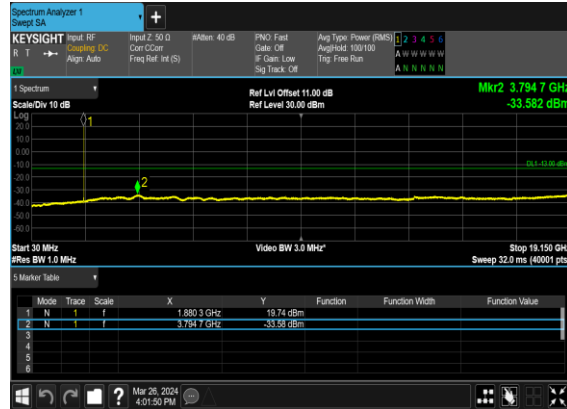 Spectrum Analyzer 1
Swept SA
+
KEYSIGHT Input: RF Input Z: 50 Ω #Atten: 40 dB PNO: Fast Avg Type: Power (RMS) 1 2 3 4 5 6
R T Coupling: DC Corr CCorr Gate: Off Avg|Hold: 100/100 A W W W W W
Align: Auto Freq Ref: Int (S) IF Gain: Low Trig: Free Run
Sig Track: Off A N N N N N
1 Spectrum Ref Lvl Offset 11.00 dB Mkr2 3.794 7 GHz
Scale/Div 10 dB Ref Level 30.00 dBm -33.582 dBm
Log
1
20.0
10.0
0.00
-10.0 DL1 -13.00 dBm
-20.0
2
-30.0
-40.0
-50.0
-60.0
Start 30 MHz Video BW 3.0 MHz* Stop 19.150 GHz
#Res BW 1.0 MHz Sweep 32.0 ms (40001 pts)
5 Marker Table
Mode Trace Scale X Y Function Function Width Function Value
1 N 1 f 1.880 3 GHz 19.74 dBm
2 N 1 f 3.794 7 GHz -33.58 dBm
3
4
5
6
? Mar 26, 2024
4:01:50 PM